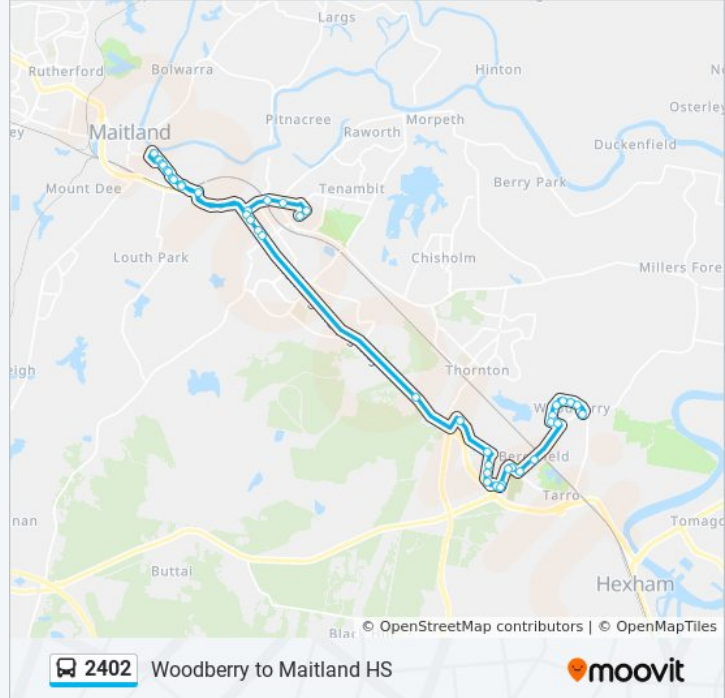 Largs
Rutherford
Bolwarra
Hinton
Osterley
Maitland
Pitnacree
Morpeth
Raworth
Duckenfield
Mount Dee
Tenambit
Berry Park
Louth Park
Chisholm
Millers Fore
eigh
Thornton
Tarro
nan
Tomago
Buttai
Hexham
© OpenStreetMap contributors | © OpenMapTiles
2402 Woodberry to Maitland HS
moovit